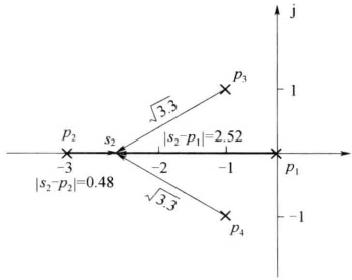 j
p₃
1
√3.3
p₂
s₂
|s₂-p₁|=2.52
-3
-2
-1
p₁
|s₂-p₂|=0.48
√3.3
p₄
-1